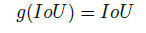 g(IoU) = IoU